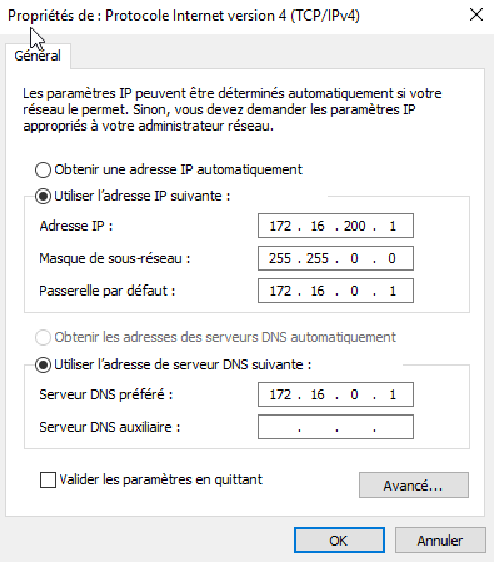 Propriétés de : Protocole Internet version 4 (TCP/IPv4)
Général
Les paramètres IP peuvent être déterminés automatiquement si votre
réseau le permet. Sinon, vous devez demander les paramètres IP
appropriés à votre administrateur réseau.
Obtenir une adresse IP automatiquement
Utiliser l'adresse IP suivante :
Adresse IP : 172 . 16 . 200 . 1
Masque de sous-réseau : 255 . 255 . 0 . 0
Passerelle par défaut : 172 . 16 . 0 . 1
Obtenir les adresses des serveurs DNS automatiquement
Utiliser l'adresse de serveur DNS suivante :
Serveur DNS préféré : 172 . 16 . 0 . 1
Serveur DNS auxiliaire : . . .
Valider les paramètres en quittant
Avancé...
OK Annuler